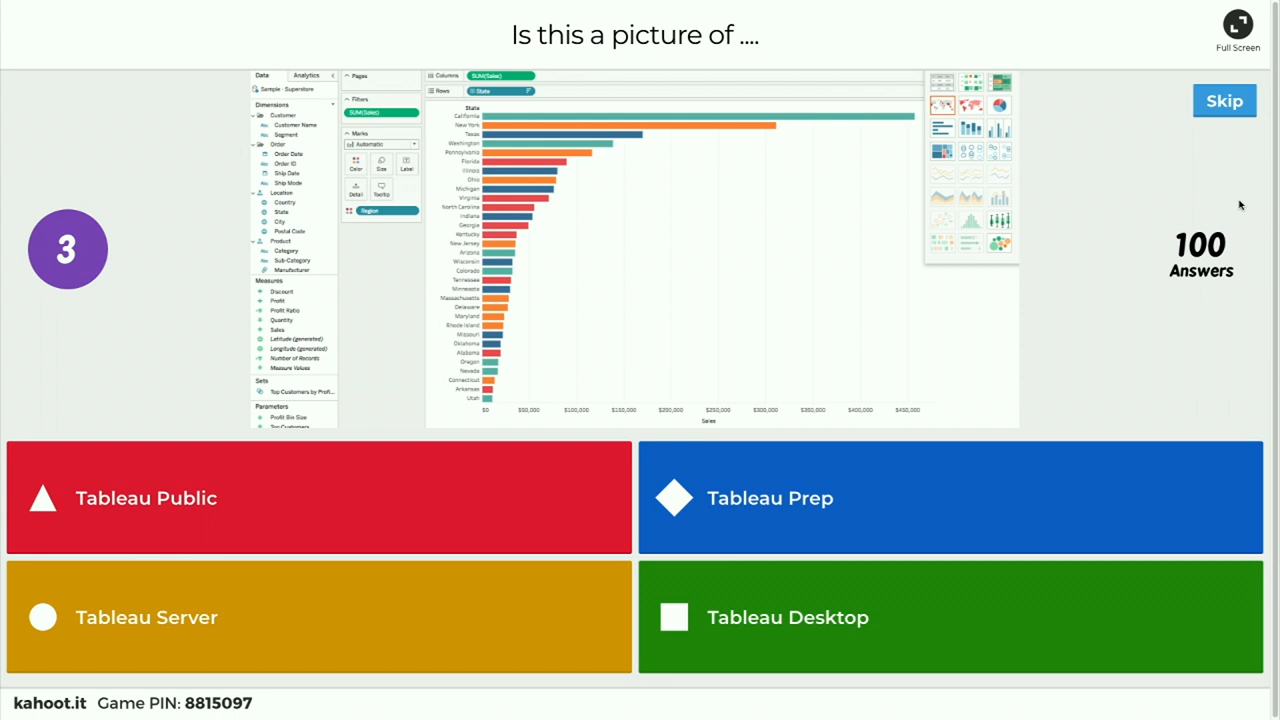 Is this a picture of ....
Full Screen
Skip
3
100
Answers
Data Analytics
Sample - Superstore
Dimensions
Customer
Customer Name
Segment
Order
Order Date
Order ID
Ship Date
Ship Mode
Location
Country
State
City
Postal Code
Product
Category
Sub-Category
Manufacturer
Measures
Discount
Profit
Profit Ratio
Quantity
Sales
Latitude (generated)
Longitude (generated)
Number of Records
Measure Values
Sets
Top Customers by Profi...
Parameters
Profit Bin Size
Top Customers
Pages
Filters
SUM(Sales)
Marks
Automatic
Color Size Label
Detail Tooltip
Region
Columns SUM(Sales)
Rows State
State
California
New York
Texas
Washington
Pennsylvania
Florida
Illinois
Ohio
Michigan
Virginia
North Carolina
Indiana
Georgia
Kentucky
New Jersey
Arizona
Wisconsin
Colorado
Tennessee
Minnesota
Massachusetts
Delaware
Maryland
Rhode Island
Missouri
Oklahoma
Alabama
Oregon
Nevada
Connecticut
Arkansas
Utah
$0 $50,000 $100,000 $150,000 $200,000 $250,000 $300,000 $350,000 $400,000 $450,000
Sales
Tableau Public
Tableau Prep
Tableau Server
Tableau Desktop
kahoot.it Game PIN: 8815097